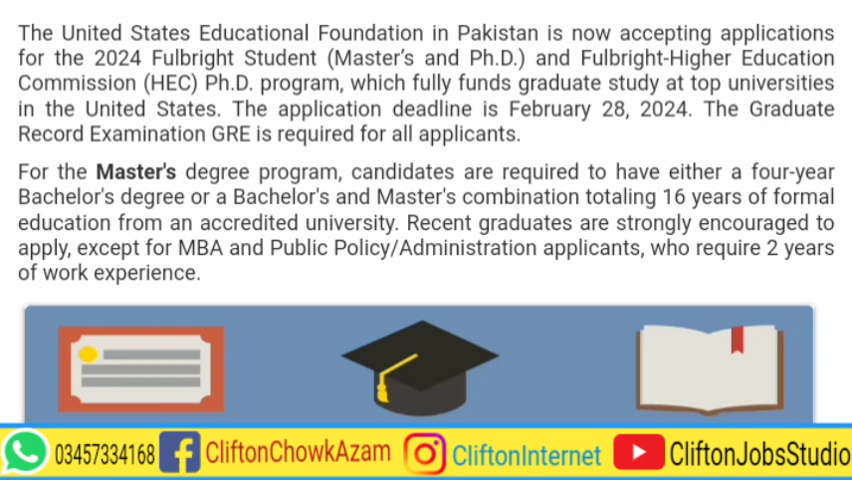 The United States Educational Foundation in Pakistan is now accepting applications
for the 2024 Fulbright Student (Master's and Ph.D.) and Fulbright-Higher Education
Commission (HEC) Ph.D. program, which fully funds graduate study at top universities
in the United States. The application deadline is February 28, 2024. The Graduate
Record Examination GRE is required for all applicants.
For the Master's degree program, candidates are required to have either a four-year
Bachelor's degree or a Bachelor's and Master's combination totaling 16 years of formal
education from an accredited university. Recent graduates are strongly encouraged to
apply, except for MBA and Public Policy/Administration applicants, who require 2 years
of work experience.
03457334168 CliftonChowkAzam CliftonInternet CliftonJobsStudio